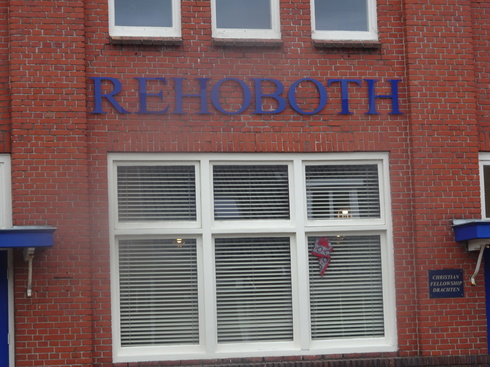 REHOBOTH
CHRISTIAN
FELLOWSHIP
DRACHTEN